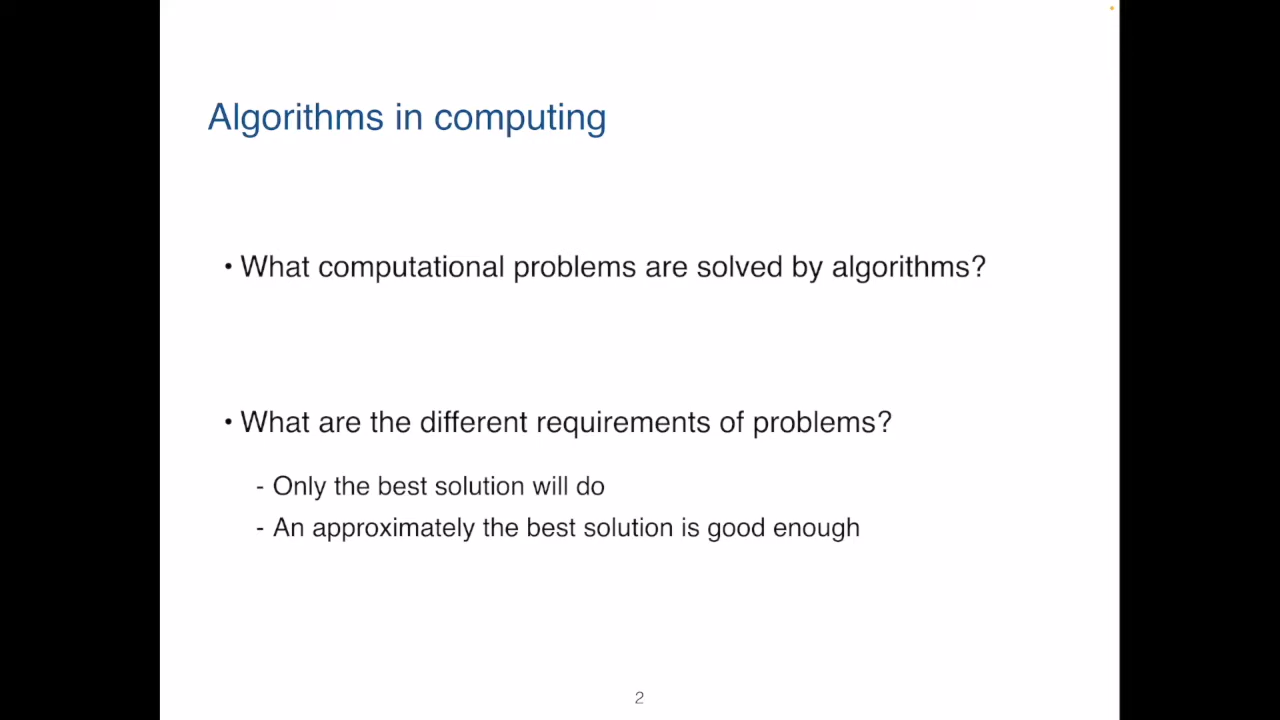 Algorithms in computing
• What computational problems are solved by algorithms?
• What are the different requirements of problems?
- Only the best solution will do
- An approximately the best solution is good enough
2